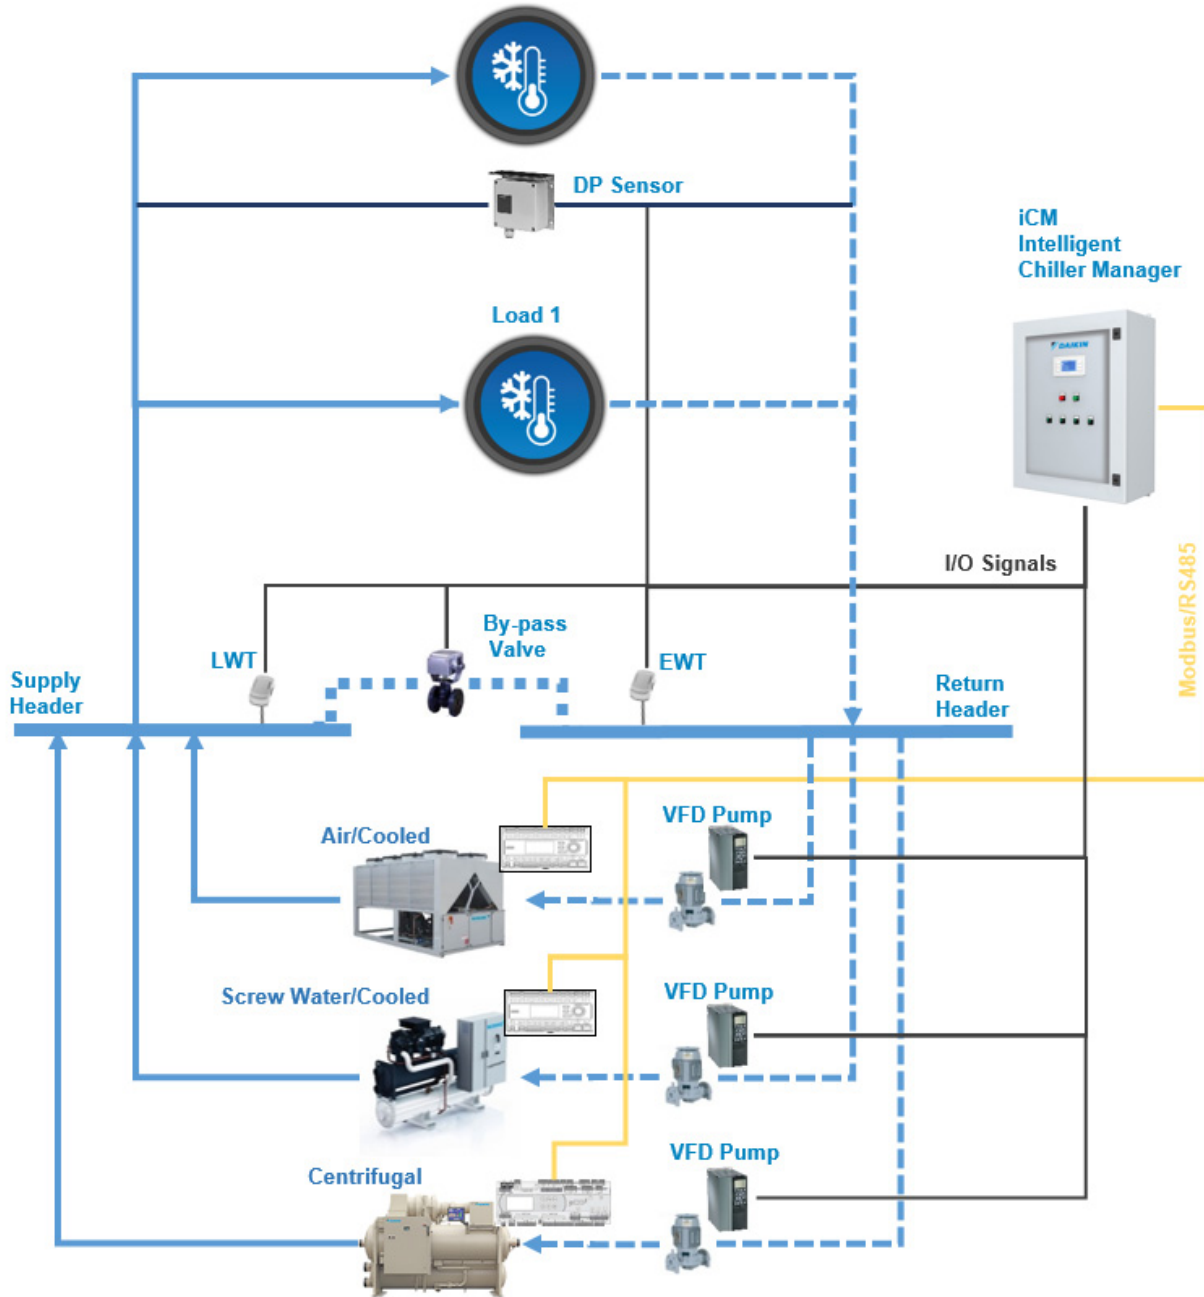 DP Sensor
iCM
Intelligent
Chiller Manager
Load 1
DAIKIN
I/O Signals
Modbus/RS485
By-pass
Valve
LWT
EWT
Supply
Header
Return
Header
VFD Pump
Air/Cooled
Screw Water/Cooled
VFD Pump
VFD Pump
Centrifugal